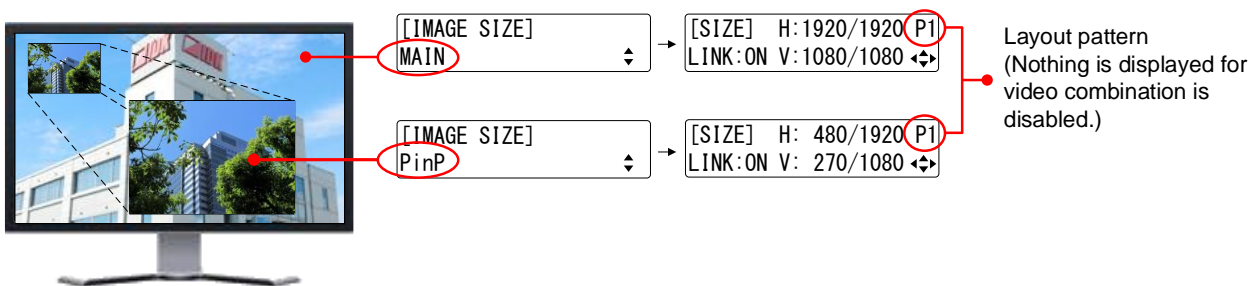 [IMAGE SIZE]
MAIN
[SIZE] H:1920/1920 P1
LINK:ON V:1080/1080
Layout pattern
(Nothing is displayed for
video combination is
disabled.)
[IMAGE SIZE]
PinP
[SIZE] H: 480/1920 P1
LINK:ON V: 270/1080